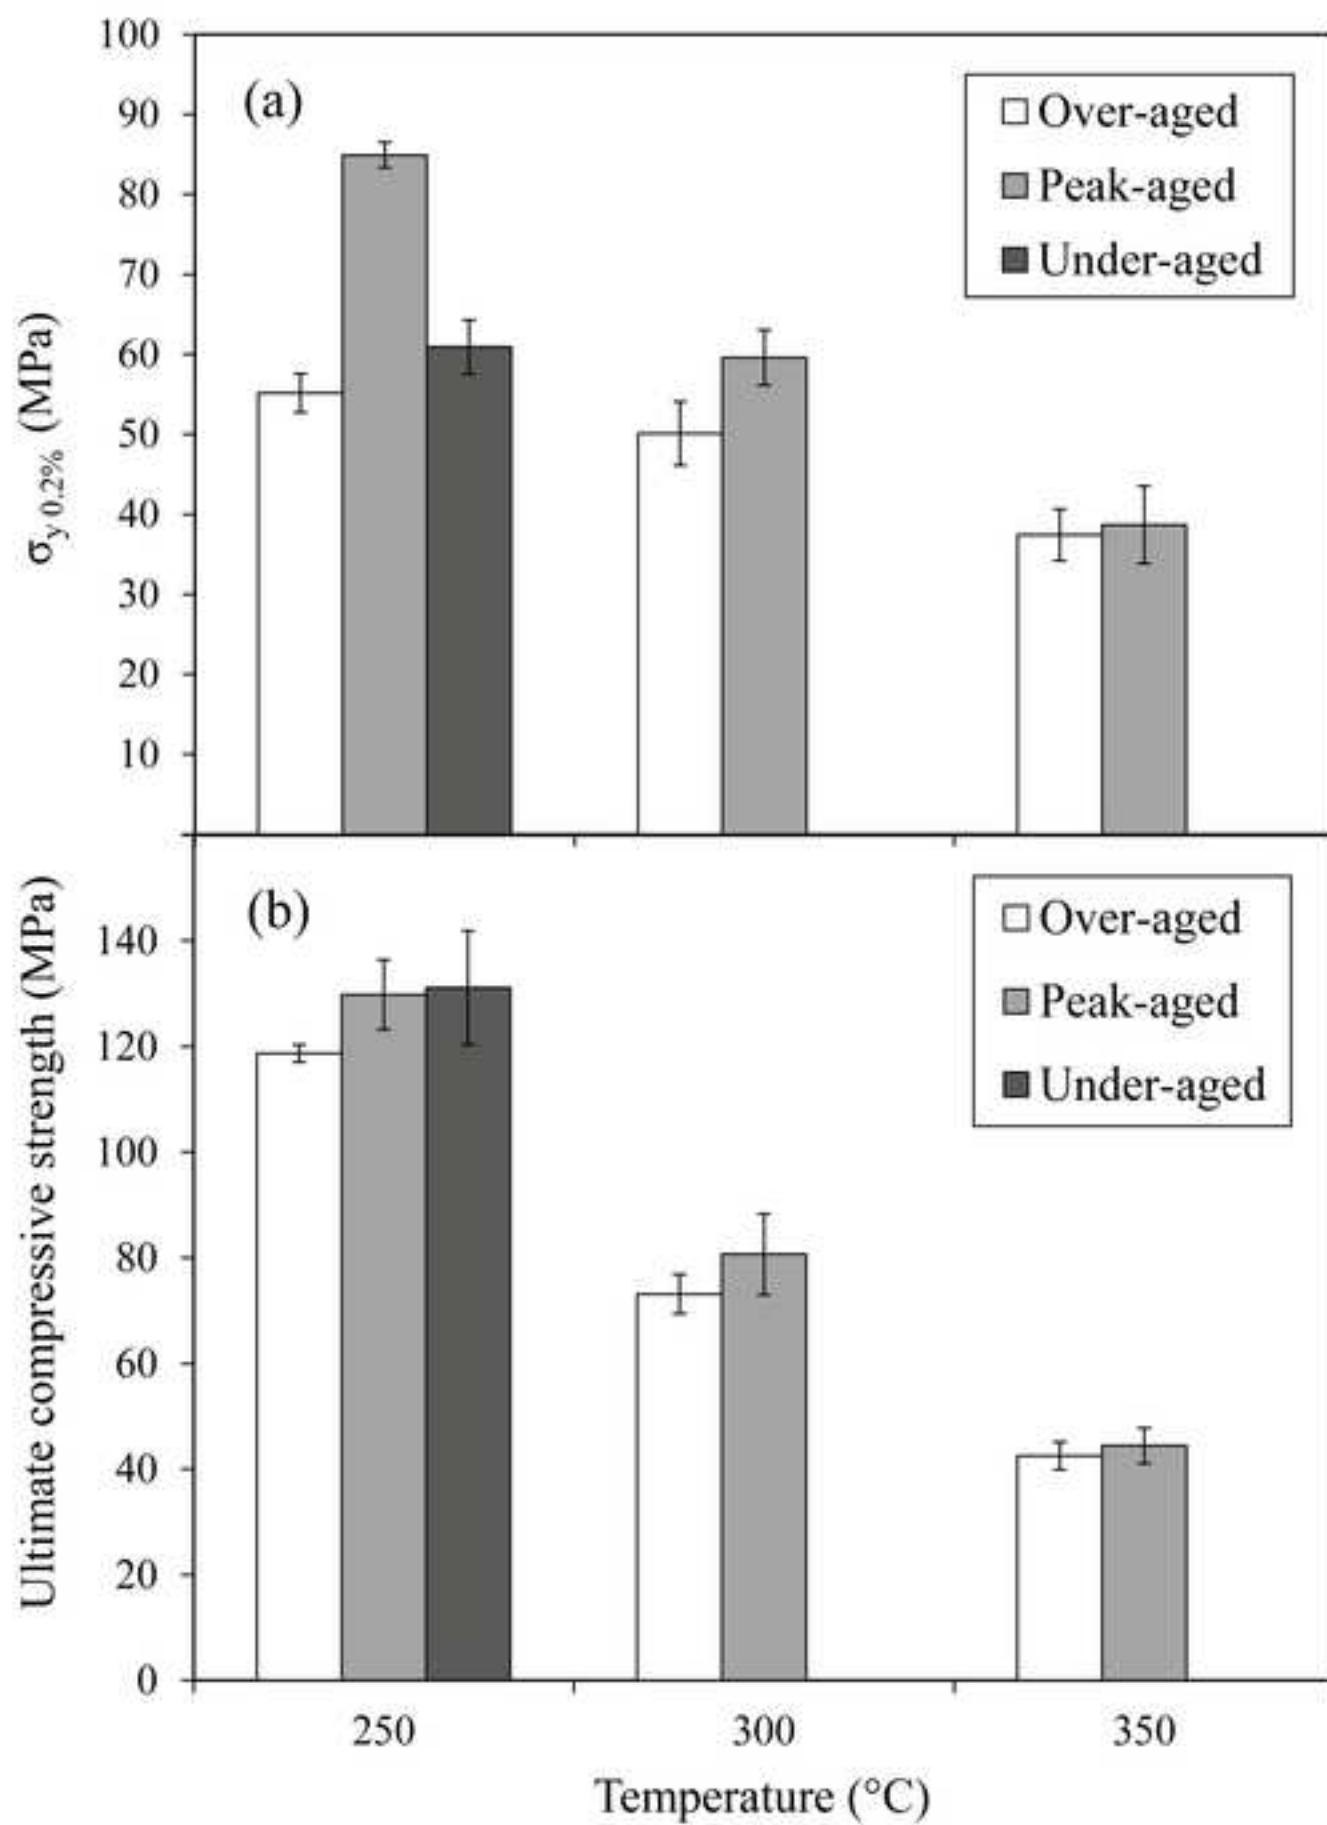 100
(a)
90
80
70
60
50
40
30
20
10
σy 0.2% (MPa)
Over-aged
Peak-aged
Under-aged
(b)
140
120
100
80
60
40
20
0
Ultimate compressive strength (MPa)
Over-aged
Peak-aged
Under-aged
250 300 350
Temperature (°C)